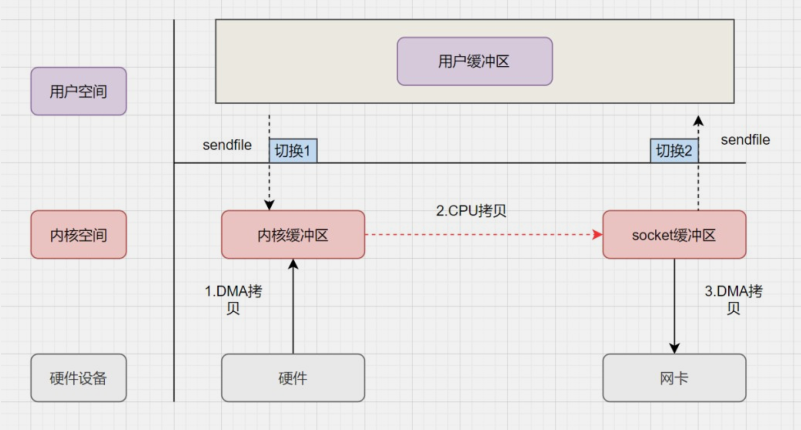 用户缓冲区
用户空间
sendfile
切换1
切换2
sendfile
2.CPU拷贝
内核空间
内核缓冲区
socket缓冲区
1.DMA拷
贝
3.DMA拷
贝
硬件设备
硬件
网卡